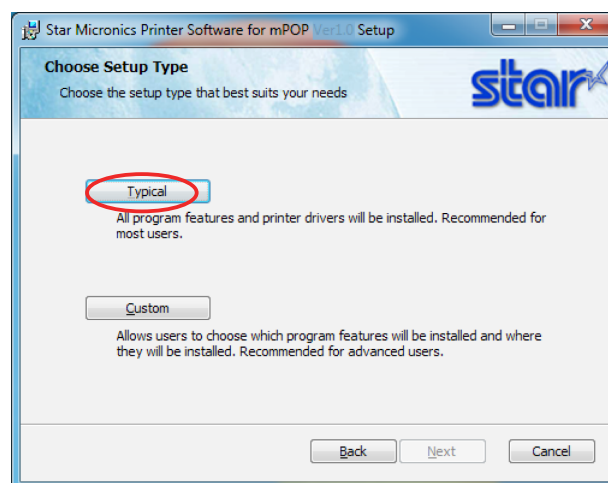 Star Micronics Printer Software for mPOP Ver1.0 Setup
Choose Setup Type
Choose the setup type that best suits your needs
star
Typical
All program features and printer drivers will be installed. Recommended for
most users.
Custom
Allows users to choose which program features will be installed and where
they will be installed. Recommended for advanced users.
Back Next Cancel